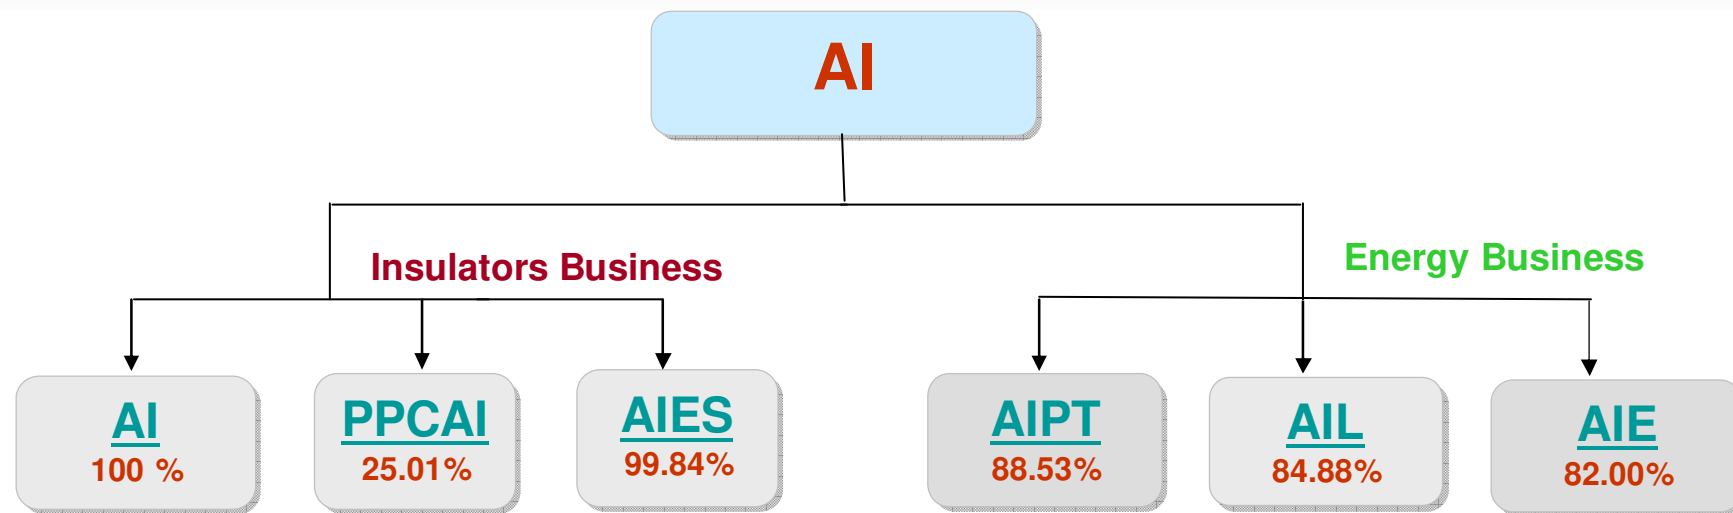 AI
Insulators Business
Energy Business
AI
100 %
PPCAI
25.01%
AIES
99.84%
AIPT
88.53%
AIL
84.88%
AIE
82.00%